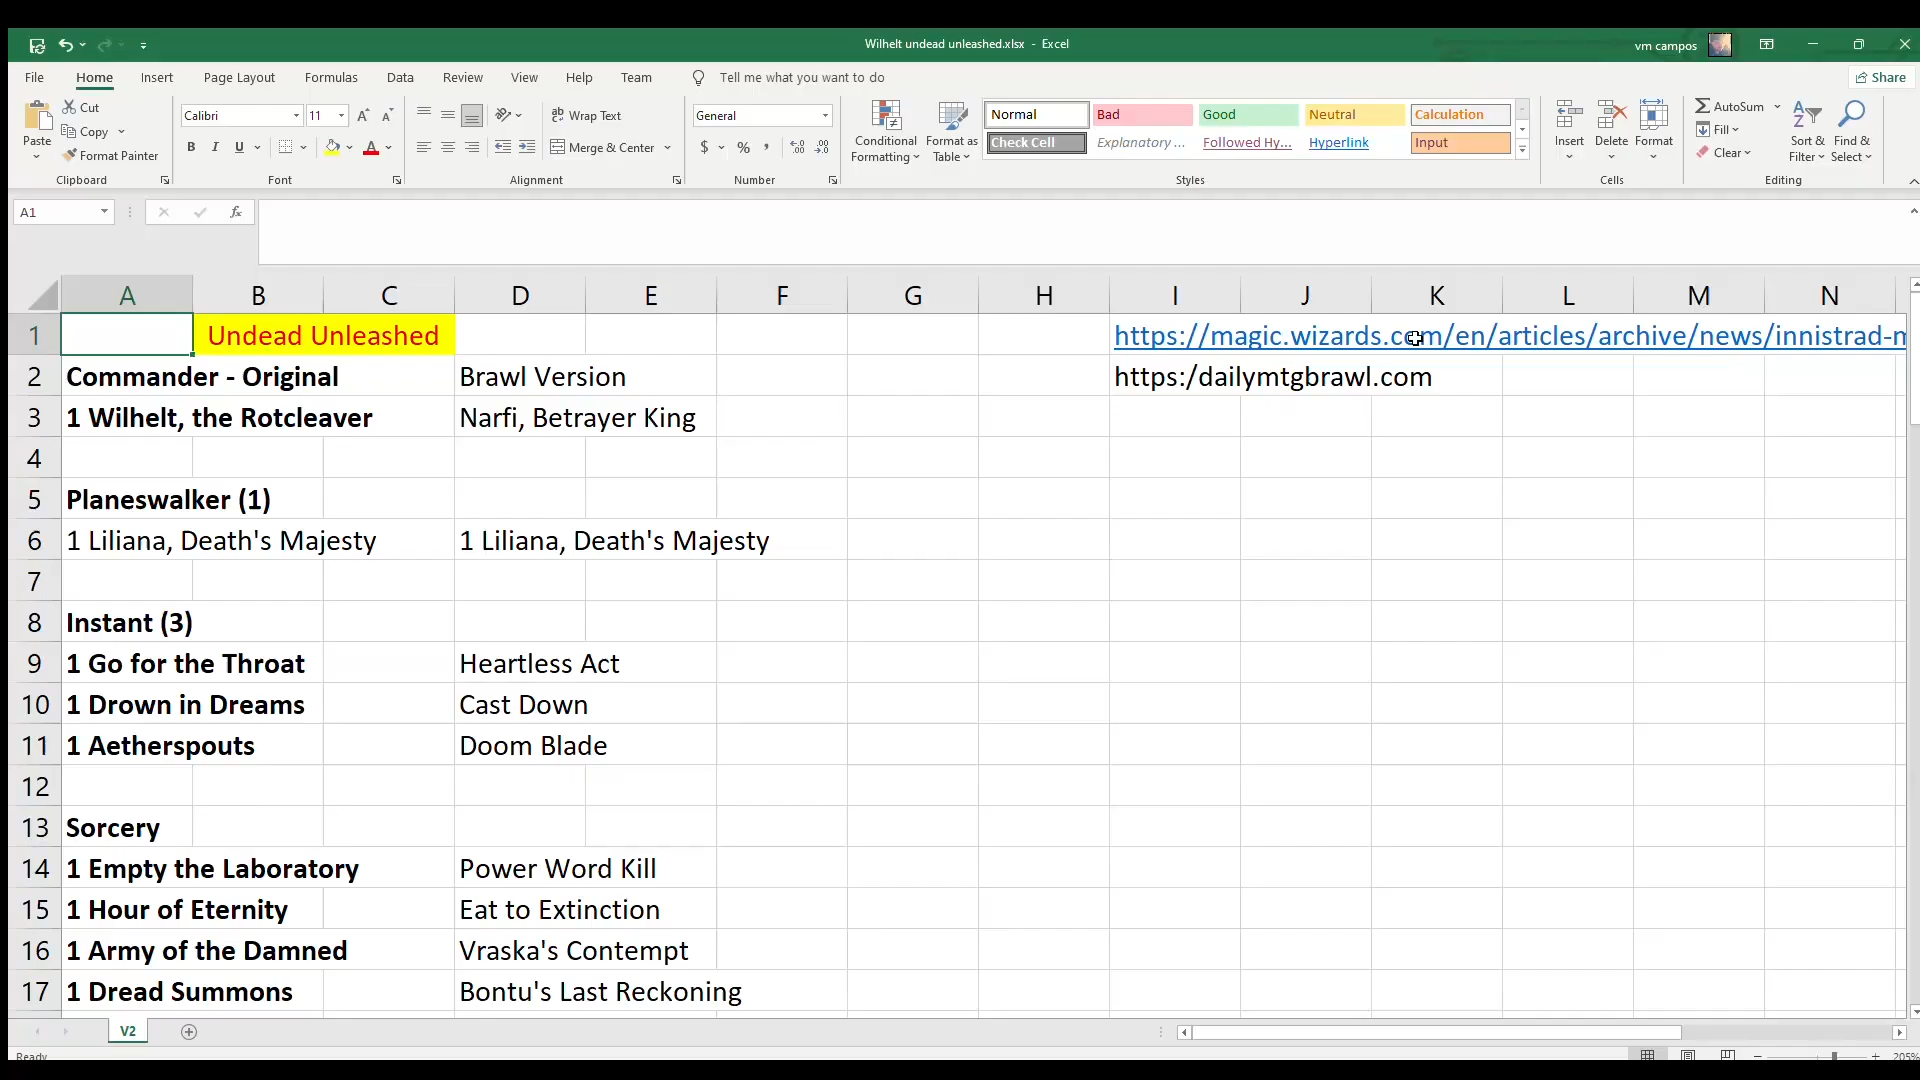 Wilhelt undead unleashed.xlsx - Excel
vm campos
File Home Insert Page Layout Formulas Data Review View Help Team Tell me what you want to do Share
Cut Calibri 11 Wrap Text General Normal Bad Good Neutral Calculation AutoSum
Paste Copy Conditional Formatting Format as Table Insert Delete Format Fill Sort & Filter Find & Select
Format Painter B I U Merge & Center $ % , Check Cell Explanatory ... Followed Hy... Hyperlink Input Clear
Clipboard Font Alignment Number Styles Cells Editing
A1 fx
A B C D E F G H I J K L M N
1 Undead Unleashed https://magic.wizards.com/en/articles/archive/news/innistrad-m
2 Commander - Original Brawl Version https:/dailymtgbrawl.com
3 1 Wilhelt, the Rotcleaver Narfi, Betrayer King
4
5 Planeswalker (1)
6 1 Liliana, Death's Majesty 1 Liliana, Death's Majesty
7
8 Instant (3)
9 1 Go for the Throat Heartless Act
10 1 Drown in Dreams Cast Down
11 1 Aetherspouts Doom Blade
12
13 Sorcery
14 1 Empty the Laboratory Power Word Kill
15 1 Hour of Eternity Eat to Extinction
16 1 Army of the Damned Vraska's Contempt
17 1 Dread Summons Bontu's Last Reckoning
V2
Ready 205%